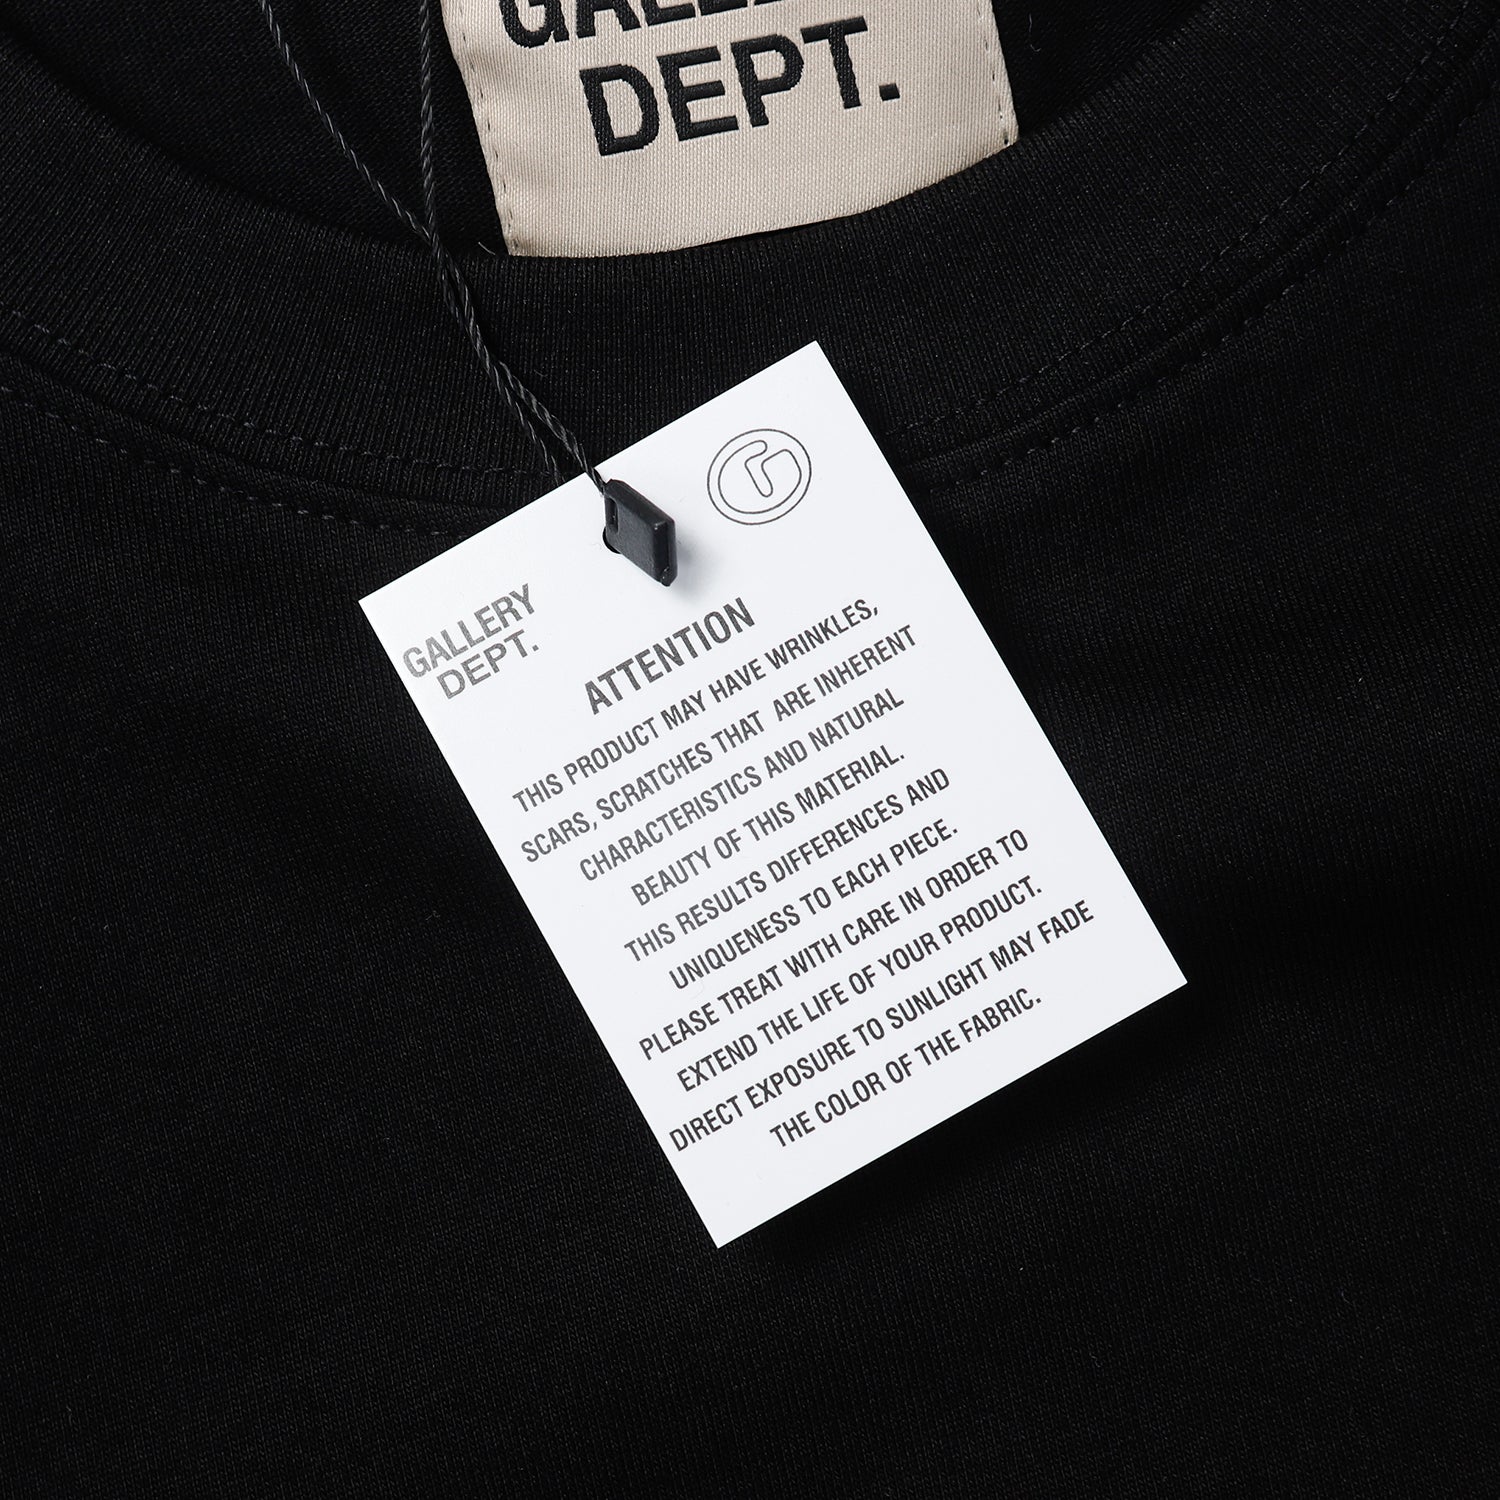 DEPT.
GALLERY
DEPT.
ATTENTION
THIS PRODUCT MAY HAVE WRINKLES,
SCARS, SCRATCHES THAT ARE INHERENT
CHARACTERISTICS AND NATURAL
BEAUTY OF THIS MATERIAL.
THIS RESULTS DIFFERENCES AND
UNIQUENESS TO EACH PIECE.
PLEASE TREAT WITH CARE IN ORDER TO
EXTEND THE LIFE OF YOUR PRODUCT.
DIRECT EXPOSURE TO SUNLIGHT MAY FADE
THE COLOR OF THE FABRIC.